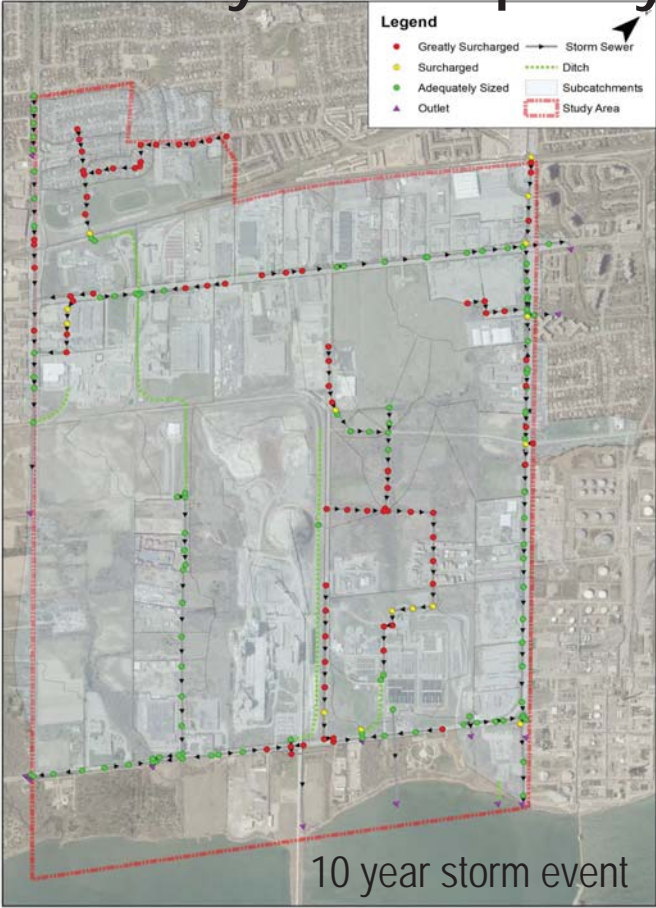 Legend
Greatly Surcharged
Storm Sewer
Surcharged
Ditch
Adequately Sized
Subcatchments
Outlet
Study Area
10 year storm event